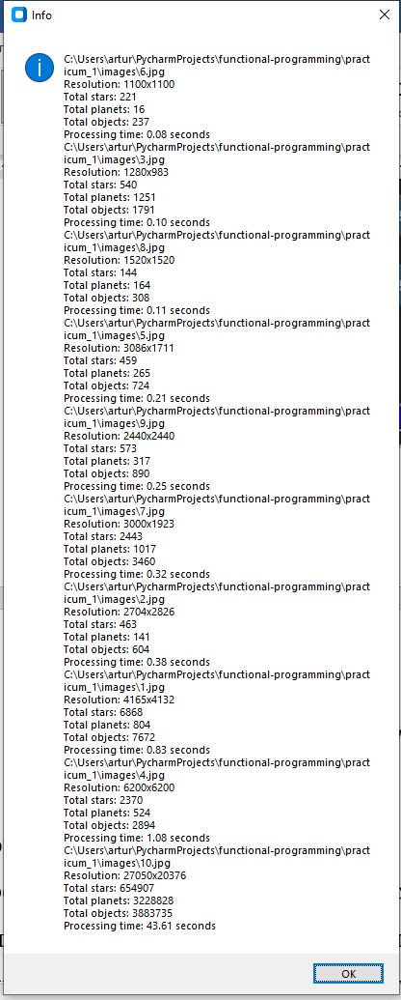 Info
C:\Users\artur\PycharmProjects\functional-programming\pract
icum_1\images\6.jpg
Resolution: 1100x1100
Total stars: 221
Total planets: 16
Total objects: 237
Processing time: 0.08 seconds
C:\Users\artur\PycharmProjects\functional-programming\pract
icum_1\images\3.jpg
Resolution: 1280x983
Total stars: 540
Total planets: 1251
Total objects: 1791
Processing time: 0.10 seconds
C:\Users\artur\PycharmProjects\functional-programming\pract
icum_1\images\8.jpg
Resolution: 1520x1520
Total stars: 144
Total planets: 164
Total objects: 308
Processing time: 0.11 seconds
C:\Users\artur\PycharmProjects\functional-programming\pract
icum_1\images\5.jpg
Resolution: 3086x1711
Total stars: 459
Total planets: 265
Total objects: 724
Processing time: 0.21 seconds
C:\Users\artur\PycharmProjects\functional-programming\pract
icum_1\images\9.jpg
Resolution: 2440x2440
Total stars: 573
Total planets: 317
Total objects: 890
Processing time: 0.25 seconds
C:\Users\artur\PycharmProjects\functional-programming\pract
icum_1\images\7.jpg
Resolution: 3000x1923
Total stars: 2443
Total planets: 1017
Total objects: 3460
Processing time: 0.32 seconds
C:\Users\artur\PycharmProjects\functional-programming\pract
icum_1\images\2.jpg
Resolution: 2704x2826
Total stars: 463
Total planets: 141
Total objects: 604
Processing time: 0.38 seconds
C:\Users\artur\PycharmProjects\functional-programming\pract
icum_1\images\1.jpg
Resolution: 4165x4132
Total stars: 6868
Total planets: 804
Total objects: 7672
Processing time: 0.83 seconds
C:\Users\artur\PycharmProjects\functional-programming\pract
icum_1\images\4.jpg
Resolution: 6200x6200
Total stars: 2370
Total planets: 524
Total objects: 2894
Processing time: 1.08 seconds
C:\Users\artur\PycharmProjects\functional-programming\pract
icum_1\images\10.jpg
Resolution: 27050x20376
Total stars: 654907
Total planets: 3228828
Total objects: 3883735
Processing time: 43.61 seconds
OK